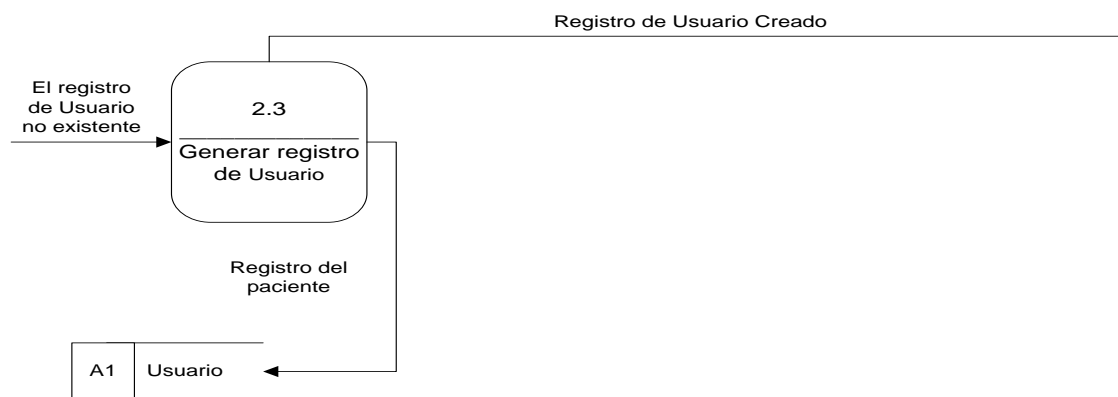 Registro de Usuario Creado
El registro
de Usuario
no existente
2.3
Generar registro
de Usuario
Registro del
paciente
A1 Usuario